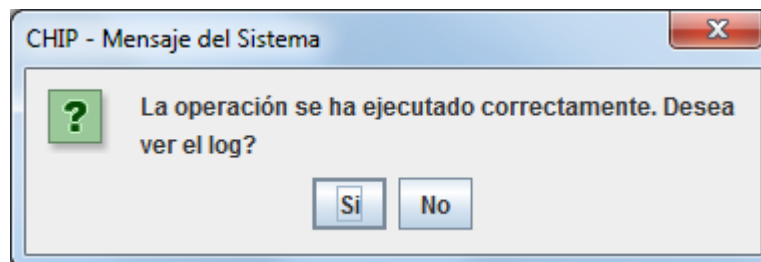 CHIP - Mensaje del Sistema
?
La operación se ha ejecutado correctamente. Desea
ver el log?
Si
No